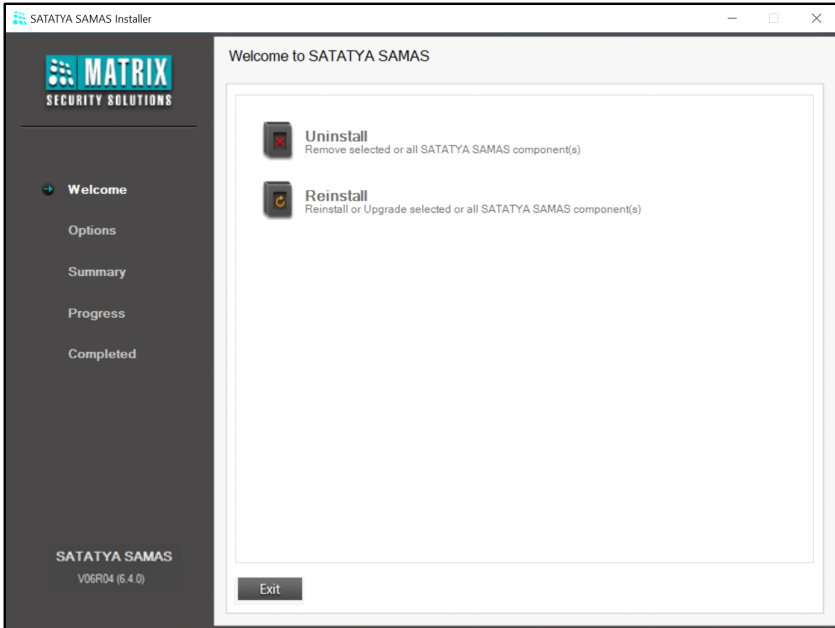 SATATYA SAMAS Installer
MATRIX
SECURITY SOLUTIONS
Welcome
Options
Summary
Progress
Completed
SATATYA SAMAS
V06R04 (6.4.0)
Welcome to SATATYA SAMAS
Uninstall
Remove selected or all SATATYA SAMAS component(s)
Reinstall
Reinstall or Upgrade selected or all SATATYA SAMAS component(s)
Exit